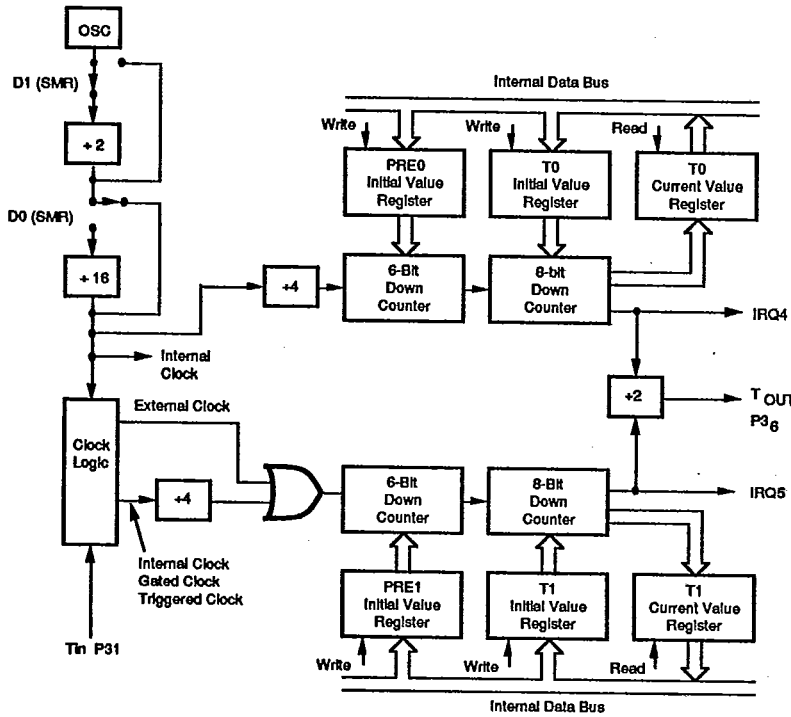 OSC
D1 (SMR)
÷ 2
D0 (SMR)
÷ 16
Internal
Clock
External Clock
Clock
Logic
÷4
Internal Clock
Gated Clock
Triggered Clock
Tin P31
Internal Data Bus
Write
Write
Read
PRE0
Initial Value
Register
T0
Initial Value
Register
T0
Current Value
Register
÷4
6-Bit
Down
Counter
8-bit
Down
Counter
IRQ4
÷2
TOUT
P36
6-Bit
Down
Counter
8-Bit
Down
Counter
IRQ5
PRE1
Initial Value
Register
T1
Initial Value
Register
T1
Current Value
Register
Write
Write
Read
Internal Data Bus